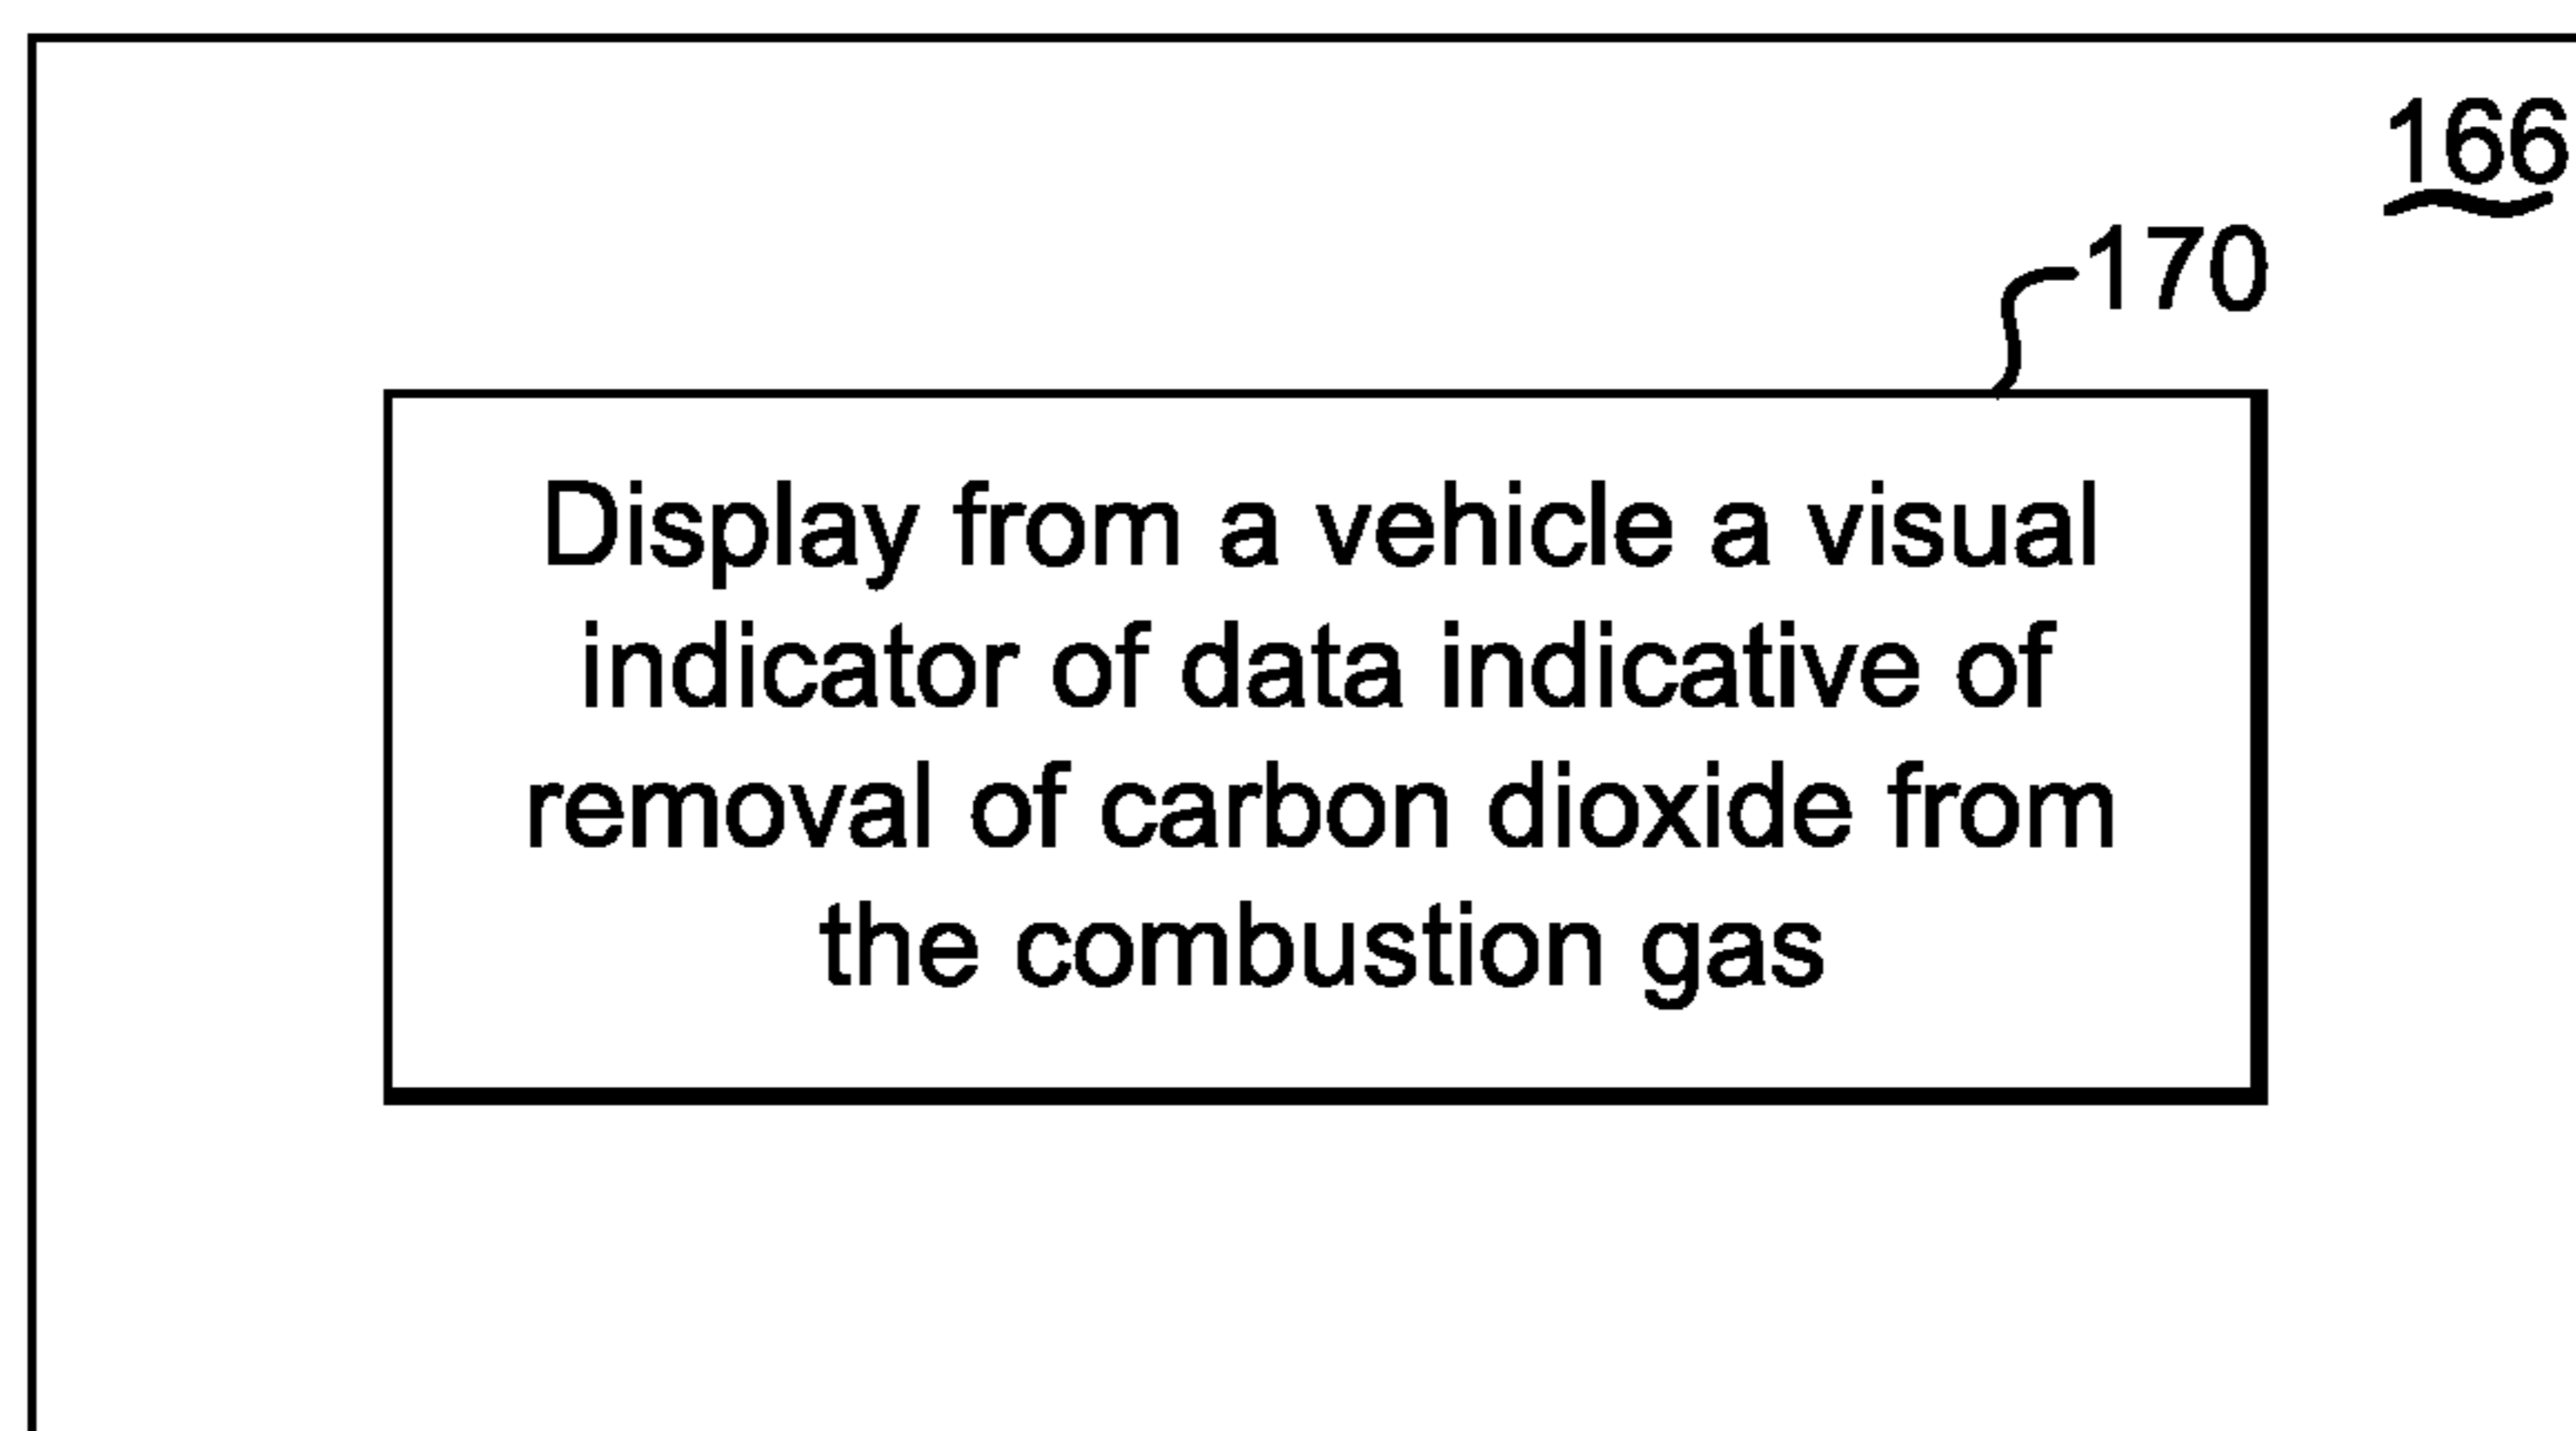 166
170
Display from a vehicle a visual
indicator of data indicative of
removal of carbon dioxide from
the combustion gas